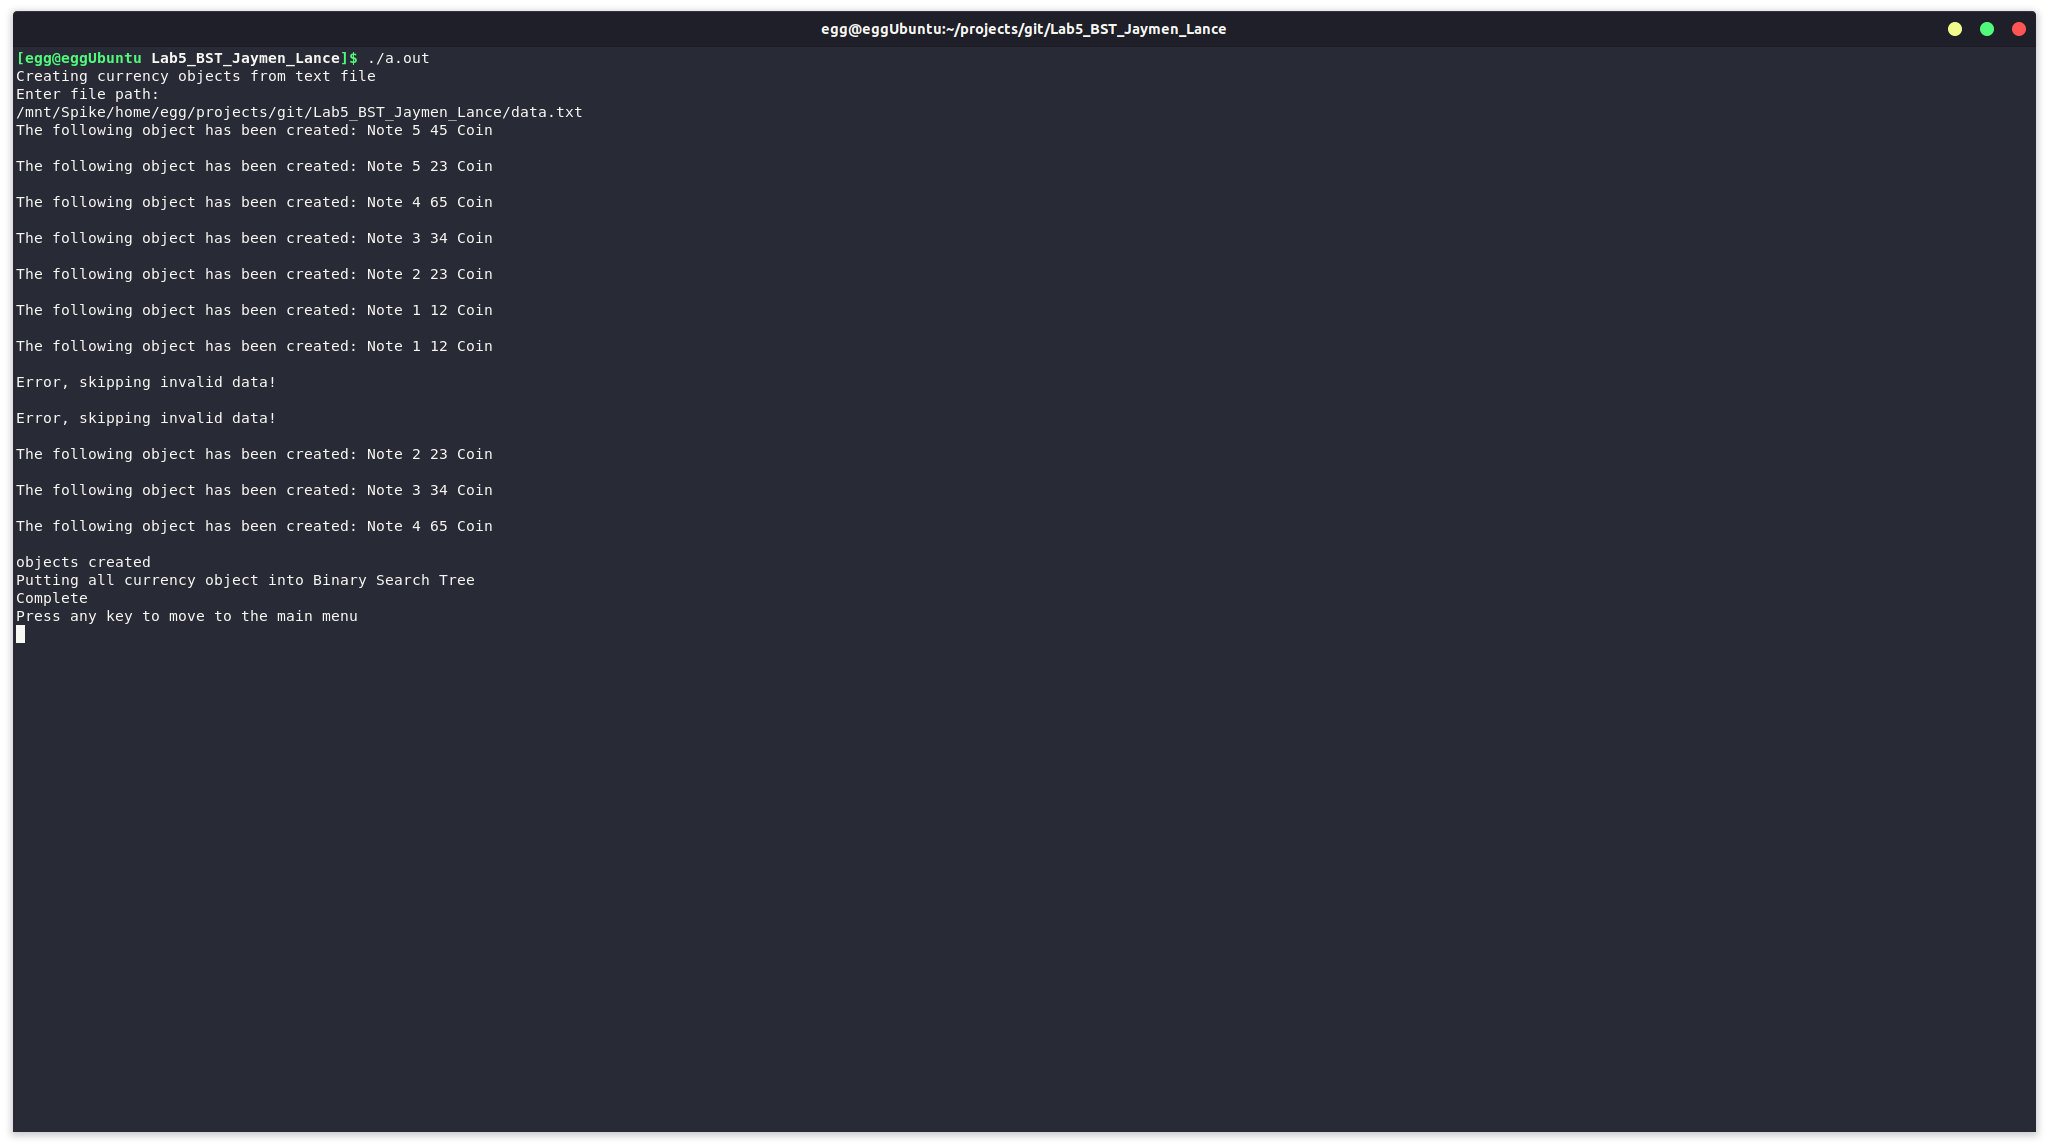 egg@eggUbuntu:~/projects/git/Lab5_BST_Jaymen_Lance
[egg@eggUbuntu Lab5_BST_Jaymen_Lance]$ ./a.out
Creating currency objects from text file
Enter file path:
/mnt/Spike/home/egg/projects/git/Lab5_BST_Jaymen_Lance/data.txt
The following object has been created: Note 5 45 Coin
The following object has been created: Note 5 23 Coin
The following object has been created: Note 4 65 Coin
The following object has been created: Note 3 34 Coin
The following object has been created: Note 2 23 Coin
The following object has been created: Note 1 12 Coin
The following object has been created: Note 1 12 Coin
Error, skipping invalid data!
Error, skipping invalid data!
The following object has been created: Note 2 23 Coin
The following object has been created: Note 3 34 Coin
The following object has been created: Note 4 65 Coin
objects created
Putting all currency object into Binary Search Tree
Complete
Press any key to move to the main menu